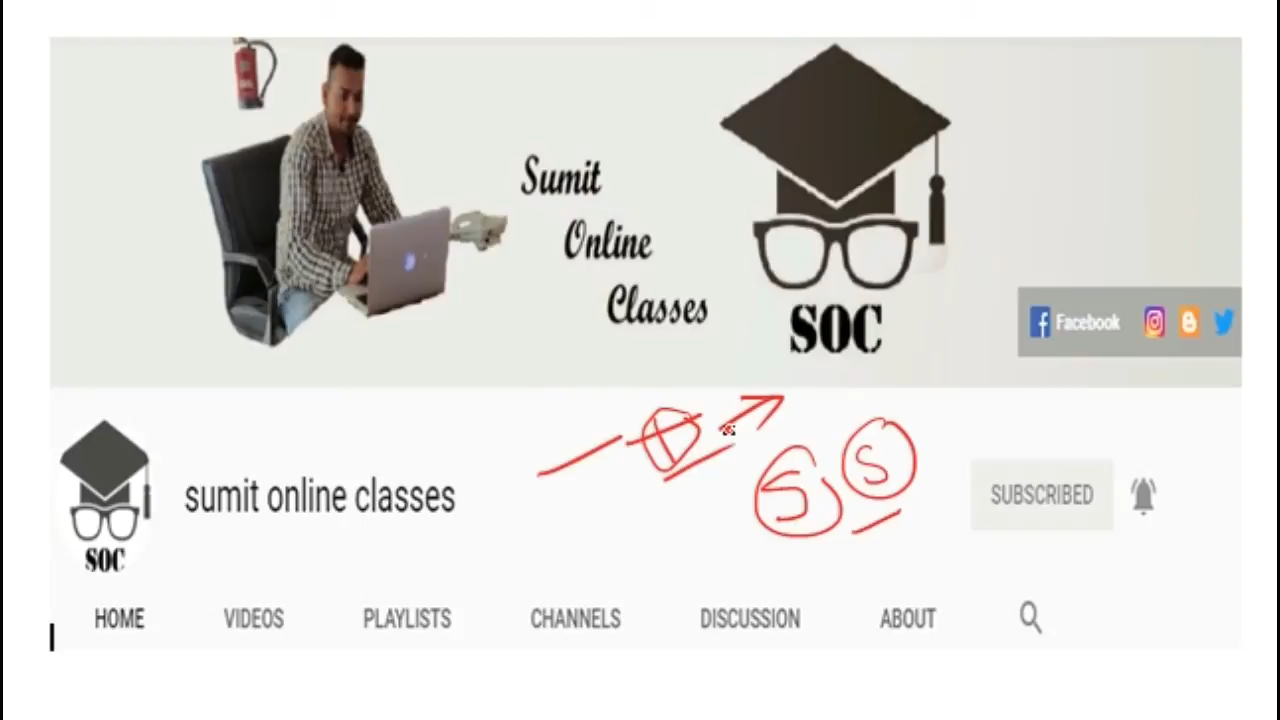 Sumit
Online
Classes
SOC
Facebook
S S
sumit online classes
SUBSCRIBED
SOC
HOME VIDEOS PLAYLISTS CHANNELS DISCUSSION ABOUT